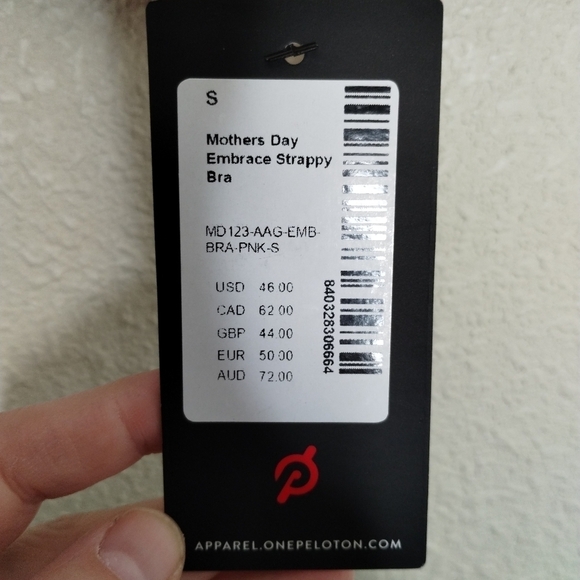 S
Mothers Day
Embrace Strappy
Bra
MD123-AAG-EMB-
BRA-PNK-S
USD 46.00
CAD 62.00
GBP 44.00
EUR 50.00
AUD 72.00
840328306664
APPAREL.ONEPELOTON.COM